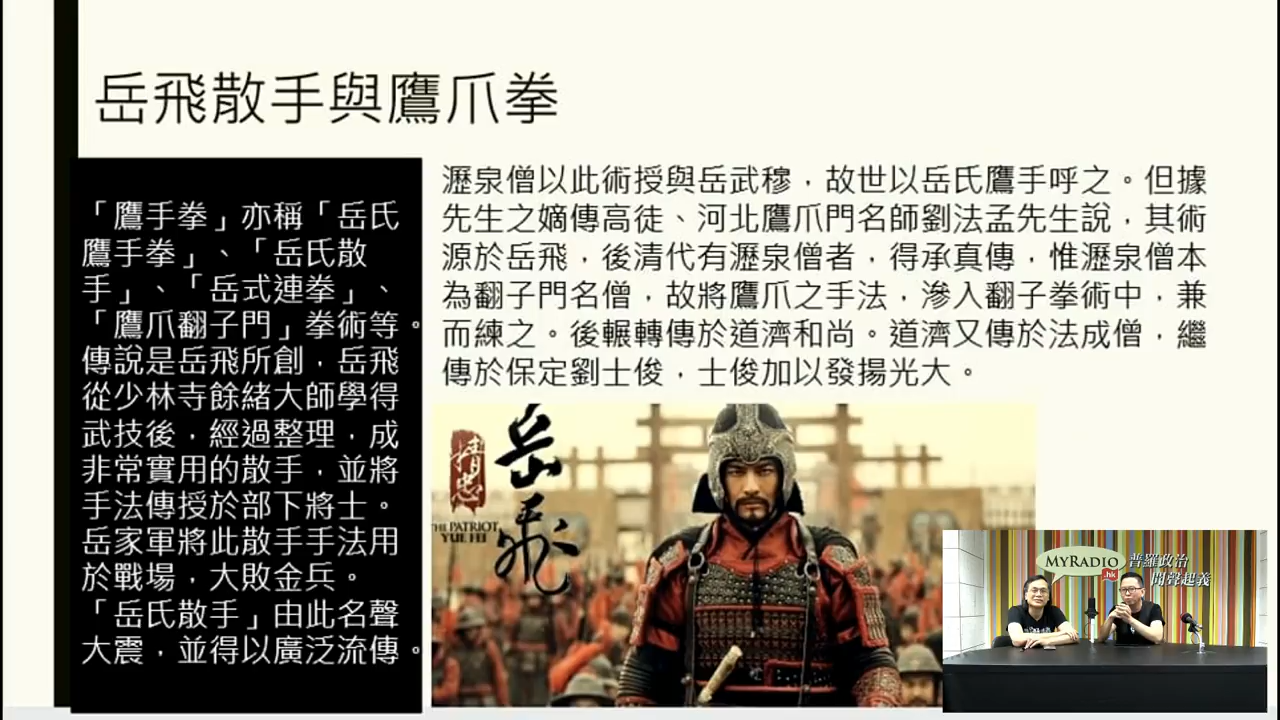 岳飛散手與鷹爪拳
「鷹手拳」亦稱「岳氏
鷹手拳」、「岳氏散
手」、「岳式連拳」、
「鷹爪翻子門」拳術等。
傳說是岳飛所創，岳飛
從少林寺餘緒大師學得
武技後，經過整理，成
非常實用的散手，並將
手法傳授於部下將士。
岳家軍將此散手手法用
於戰場，大敗金兵。
「岳氏散手」由此名聲
大震，並得以廣泛流傳。
瀝泉僧以此術授與岳武穆，故世以岳氏鷹手呼之。但據
先生之嫡傳高徒、河北鷹爪門名師劉法孟先生說，其術
源於岳飛，後清代有瀝泉僧者，得承真傳，惟瀝泉僧本
為翻子門名僧，故將鷹爪之手法，滲入翻子拳術中，兼
而練之。後輾轉傳於道濟和尚。道濟又傳於法成僧，繼
傳於保定劉士俊，士俊加以發揚光大。
精忠
岳飛
THE PATRIOT
YUE FEI
MYRADIO
.hk
普羅政治
聞聲起義